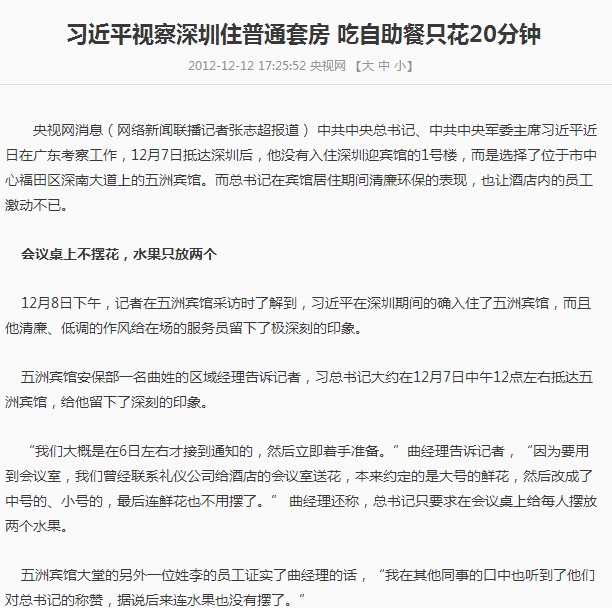 习近平视察深圳住普通套房 吃自助餐只花20分钟
2012-12-12 17:25:52 央视网 【大 中 小】
央视网消息（网络新闻联播记者张志超报道） 中共中央总书记、中共中央军委主席习近平近
日在广东考察工作，12月7日抵达深圳后，他没有入住深圳迎宾馆的1号楼，而是选择了位于市中
心福田区深南大道上的五洲宾馆。而总书记在宾馆居住期间清廉环保的表现，也让酒店内的员工
激动不已。
会议桌上不摆花，水果只放两个
12月8日下午，记者在五洲宾馆采访时了解到，习近平在深圳期间的确入住了五洲宾馆，而且
他清廉、低调的作风给在场的服务员留下了极深刻的印象。
五洲宾馆安保部一名曲姓的区域经理告诉记者，习总书记大约在12月7日中午12点左右抵达五
洲宾馆，给他留下了深刻的印象。
“我们大概是在6日左右才接到通知的，然后立即着手准备。”曲经理告诉记者，“因为要用
到会议室，我们曾经联系礼仪公司给酒店的会议室送花，本来约定的是大号的鲜花，然后改成了
中号的、小号的，最后连鲜花也不用摆了。” 曲经理还称，总书记只要求在会议桌上给每人摆放
两个水果。
五洲宾馆大堂的另外一位姓李的员工证实了曲经理的话，“我在其他同事的口中也听到了他们
对总书记的称赞，据说后来连水果也没有摆了。”